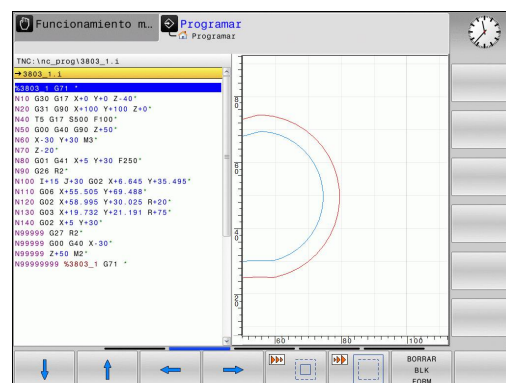 Funcionamiento m…
Programar
Programar
TNC:\nc_prog\3803_1.i
→3803_1.i
%3803_1 G71 *
N10 G30 G17 X+0 Y+0 Z-40*
N20 G31 G90 X+100 Y+100 Z+0*
N40 T5 G17 S500 F100*
N50 G00 G40 G90 Z+50*
N60 X-30 Y+30 M3*
N70 Z-20*
N80 G01 G41 X+5 Y+30 F250*
N90 G26 R2*
N100 I+15 J+30 G02 X+6.645 Y+35.495*
N110 G06 X+55.505 Y+69.488*
N120 G02 X+58.995 Y+30.025 R+20*
N130 G03 X+19.732 Y+21.191 R+75*
N140 G02 X+5 Y+30*
N99999 G27 R2*
N99999 G00 G40 X-30*
N99999 Z+50 M2*
N99999999 %3803_1 G71 *
60 80 100
BORRAR
BLK
FORM